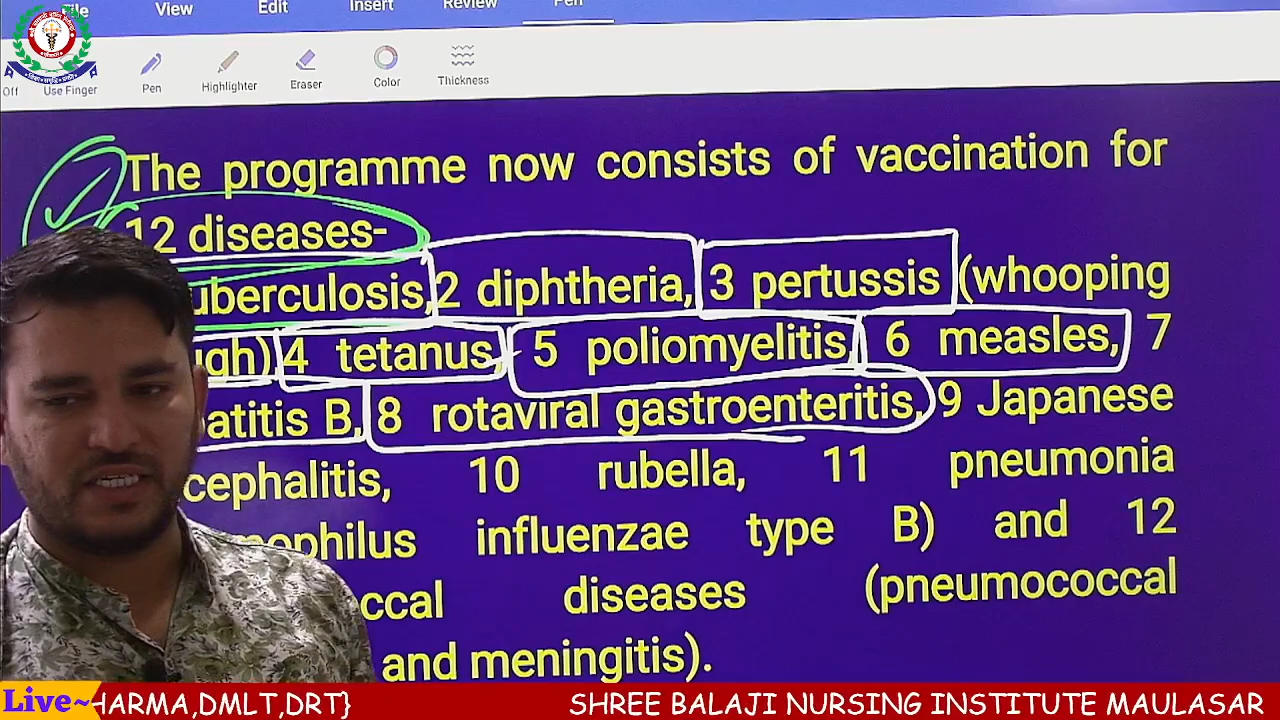 File View Edit Insert Review Pen
Off Use Finger Pen Highlighter Eraser Color Thickness
The programme now consists of vaccination for
12 diseases-
uberculosis, 2 diphtheria, 3 pertussis (whooping
ugh) 4 tetanus, 5 poliomyelitis, 6 measles, 7
atitis B, 8 rotaviral gastroenteritis, 9 Japanese
cephalitis, 10 rubella, 11 pneumonia
mophilus influenzae type B) and 12
ccal diseases (pneumococcal
and meningitis).
Live~ HARMA,DMLT,DRT} SHREE BALAJI NURSING INSTITUTE MAULASAR